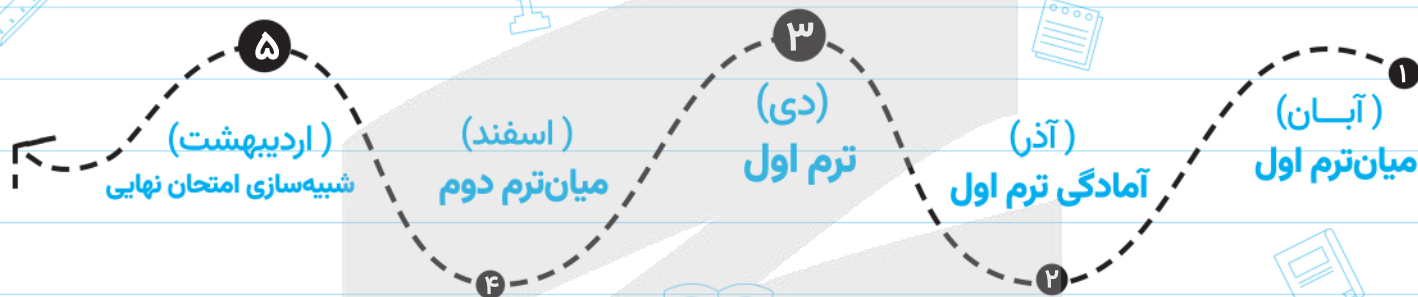 ۱
( آبــان)
میان‌ترم اول
۲
( آذر)
آمادگی ترم اول
۳
(دی)
ترم اول
۴
( اسفند)
میان‌ترم دوم
۵
( اردیبهشت)
شبیه‌سازی امتحان نهایی